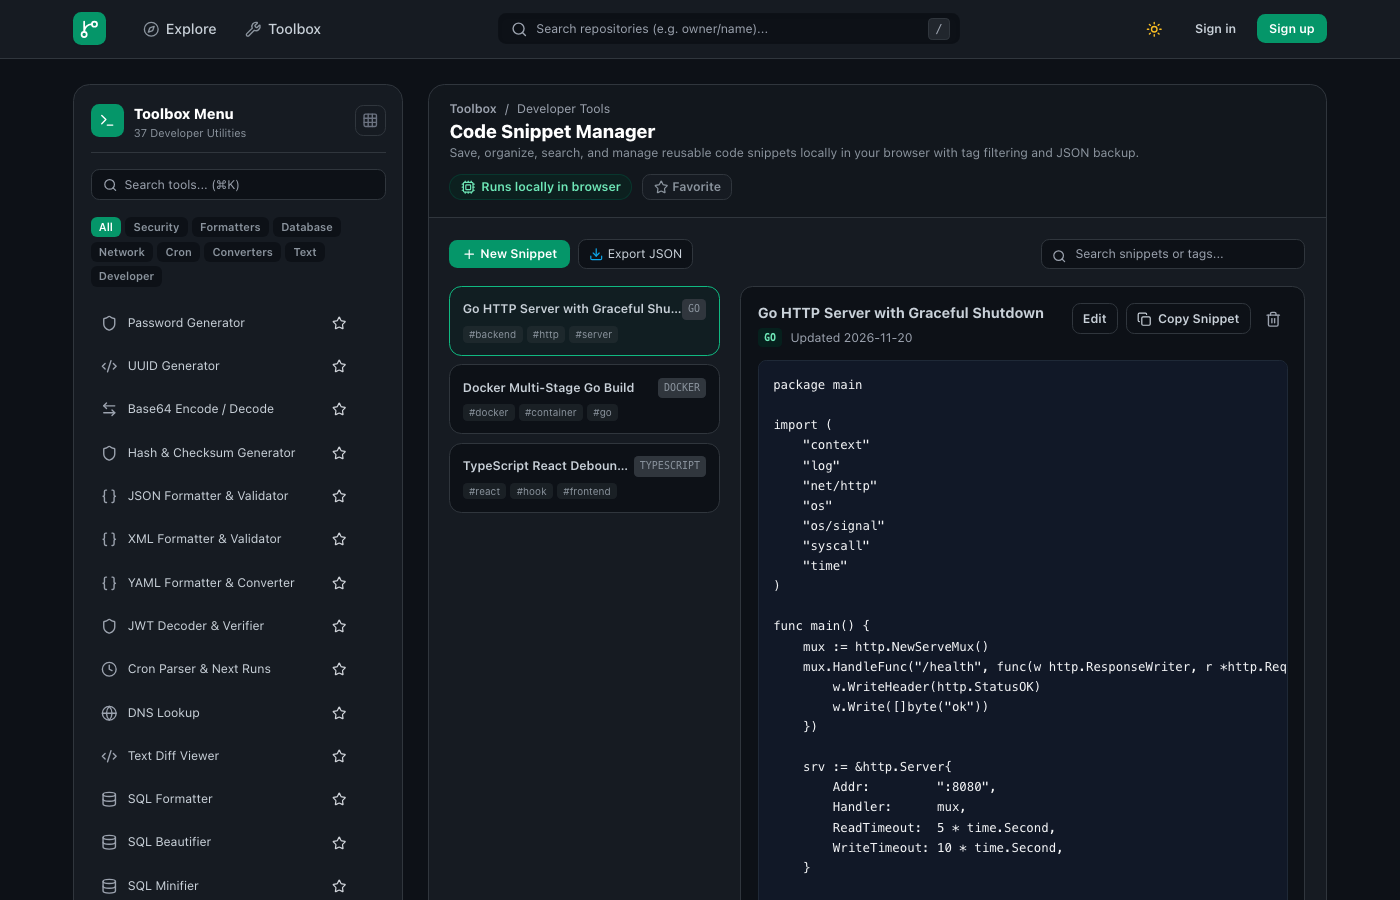 Explore
Toolbox
Search repositories (e.g. owner/name)...
/
Sign in
Sign up
Toolbox Menu
37 Developer Utilities
Search tools... (⌘K)
All
Security
Formatters
Database
Network
Cron
Converters
Text
Developer
Password Generator
UUID Generator
Base64 Encode / Decode
Hash & Checksum Generator
JSON Formatter & Validator
XML Formatter & Validator
YAML Formatter & Converter
JWT Decoder & Verifier
Cron Parser & Next Runs
DNS Lookup
Text Diff Viewer
SQL Formatter
SQL Beautifier
SQL Minifier
Toolbox / Developer Tools
Code Snippet Manager
Save, organize, search, and manage reusable code snippets locally in your browser with tag filtering and JSON backup.
Runs locally in browser
Favorite
New Snippet
Export JSON
Search snippets or tags...
Go HTTP Server with Graceful Shu...
GO
#backend
#http
#server
Docker Multi-Stage Go Build
DOCKER
#docker
#container
#go
TypeScript React Deboun...
TYPESCRIPT
#react
#hook
#frontend
Go HTTP Server with Graceful Shutdown
GO
Updated 2026-11-20
Edit
Copy Snippet
package main
import (
    "context"
    "log"
    "net/http"
    "os"
    "os/signal"
    "syscall"
    "time"
)
func main() {
    mux := http.NewServeMux()
    mux.HandleFunc("/health", func(w http.ResponseWriter, r *http.Req
        w.WriteHeader(http.StatusOK)
        w.Write([]byte("ok"))
    })
    srv := &http.Server{
        Addr:         ":8080",
        Handler:      mux,
        ReadTimeout:  5 * time.Second,
        WriteTimeout: 10 * time.Second,
    }